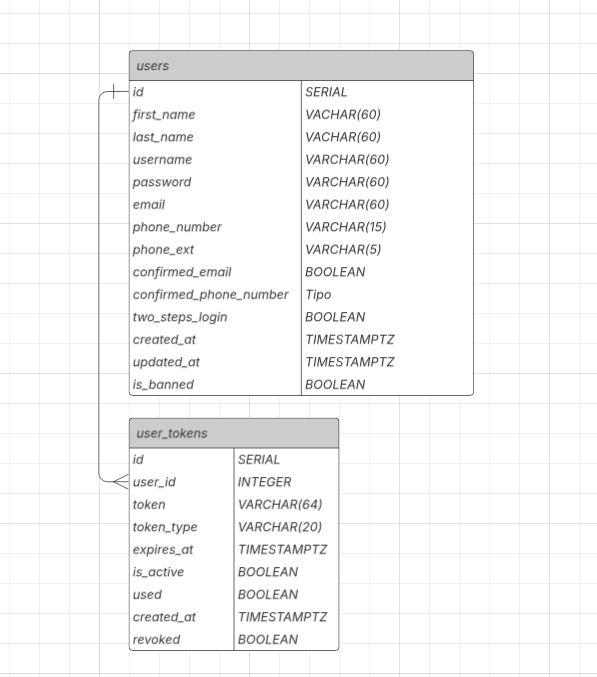 users
id SERIAL
first_name VACHAR(60)
last_name VACHAR(60)
username VARCHAR(60)
password VARCHAR(60)
email VARCHAR(60)
phone_number VARCHAR(15)
phone_ext VARCHAR(5)
confirmed_email BOOLEAN
confirmed_phone_number Tipo
two_steps_login BOOLEAN
created_at TIMESTAMPTZ
updated_at TIMESTAMPTZ
is_banned BOOLEAN
user_tokens
id SERIAL
user_id INTEGER
token VARCHAR(64)
token_type VARCHAR(20)
expires_at TIMESTAMPTZ
is_active BOOLEAN
used BOOLEAN
created_at TIMESTAMPTZ
revoked BOOLEAN